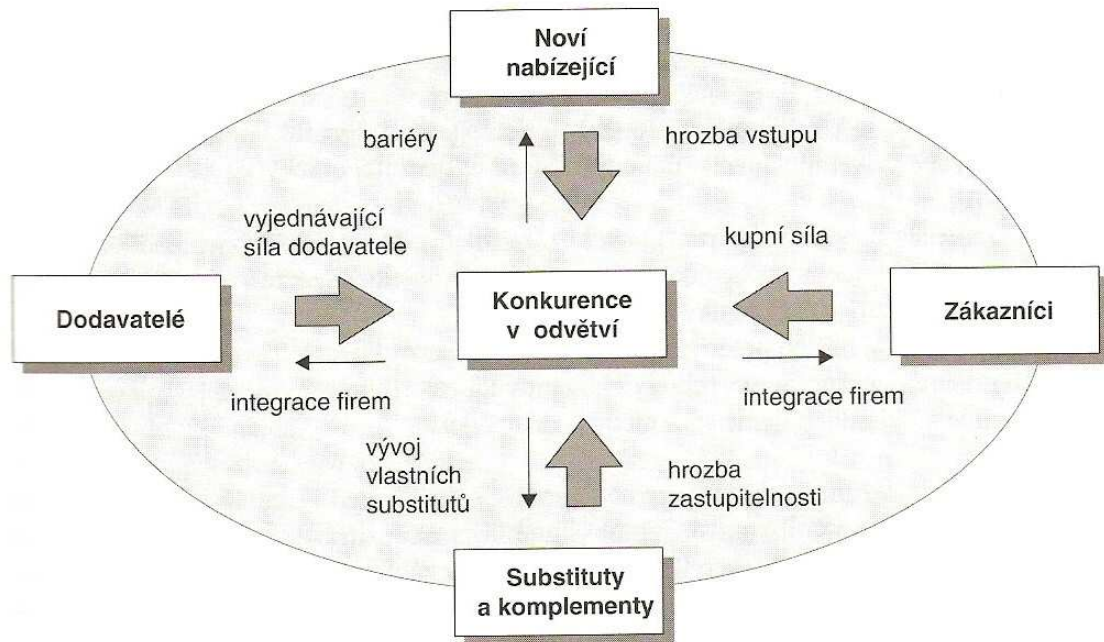 Noví
nabízející
bariéry
hrozba vstupu
vyjednávající
síla dodavatele
kupní síla
Dodavatelé
Konkurence
v odvětví
Zákazníci
integrace firem
integrace firem
vývoj
vlastních
substitutů
hrozba
zastupitelnosti
Substituty
a komplementy